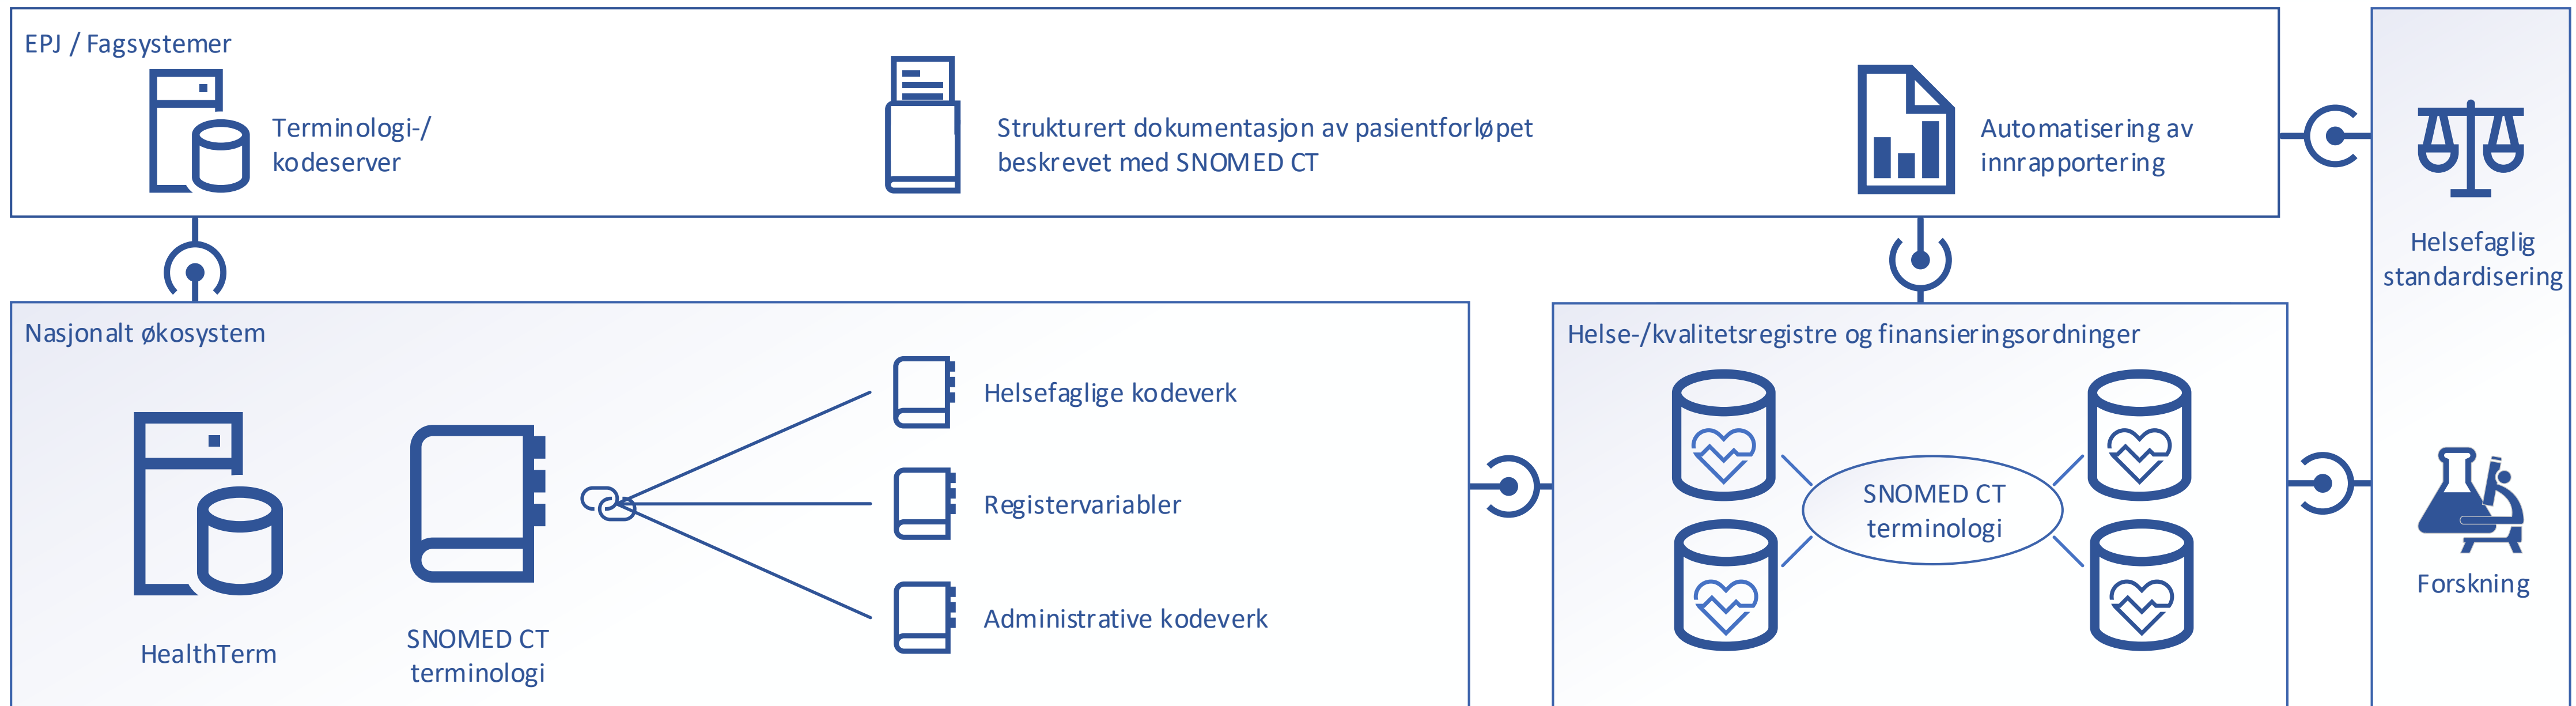 EPJ / Fagsystemer
Terminologi-/
kodeserver
Strukturert dokumentasjon av pasientforløpet
beskrevet med SNOMED CT
Automatisering av
innrapportering
Helsefaglig
standardisering
Nasjonalt økosystem
HealthTerm
SNOMED CT
terminologi
Helsefaglige kodeverk
Registervariabler
Administrative kodeverk
Helse-/kvalitetsregistre og finansieringsordninger
SNOMED CT
terminologi
Forskning